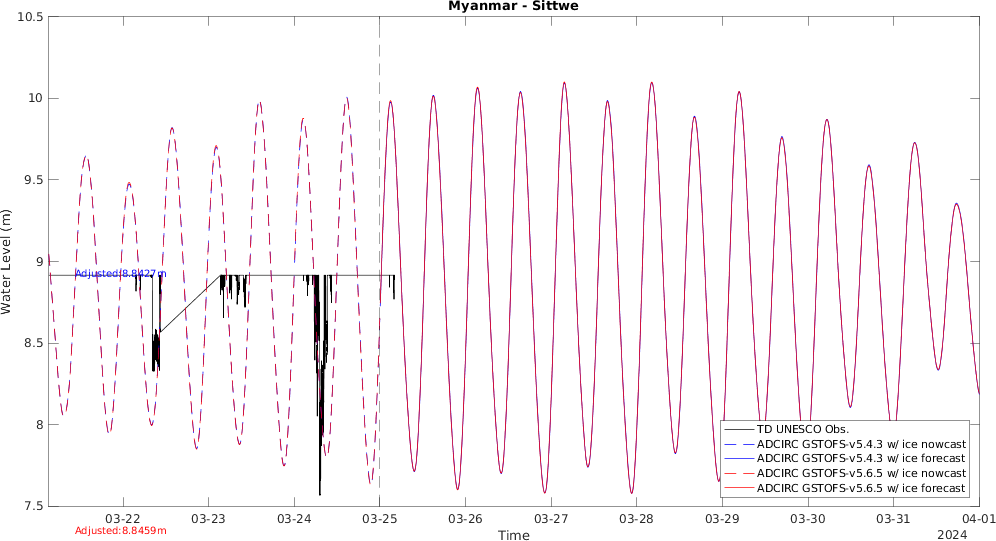 Myanmar - Sittwe
10.5
10
9.5
9
8.5
8
7.5
Water Level (m)
Adjusted:8.8427m
TD UNESCO Obs.
ADCIRC GSTOFS-v5.4.3 w/ ice nowcast
ADCIRC GSTOFS-v5.4.3 w/ ice forecast
ADCIRC GSTOFS-v5.6.5 w/ ice nowcast
ADCIRC GSTOFS-v5.6.5 w/ ice forecast
03-22 03-23 03-24 03-25 03-26 03-27 03-28 03-29 03-30 03-31 04-01
Adjusted:8.8459m
Time
2024